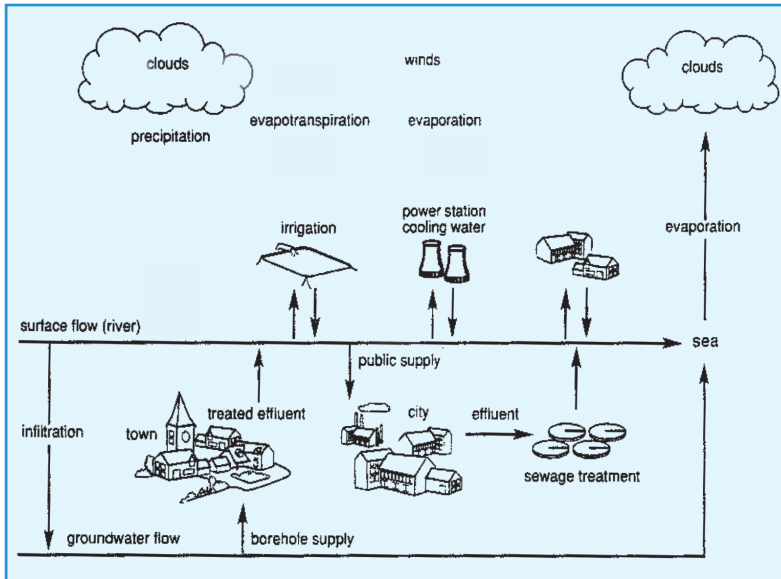 clouds
winds
clouds
precipitation
evapotranspiration
evaporation
irrigation
power station
cooling water
evaporation
surface flow (river)
sea
public supply
infiltration
town
treated effluent
city
effluent
sewage treatment
groundwater flow
borehole supply